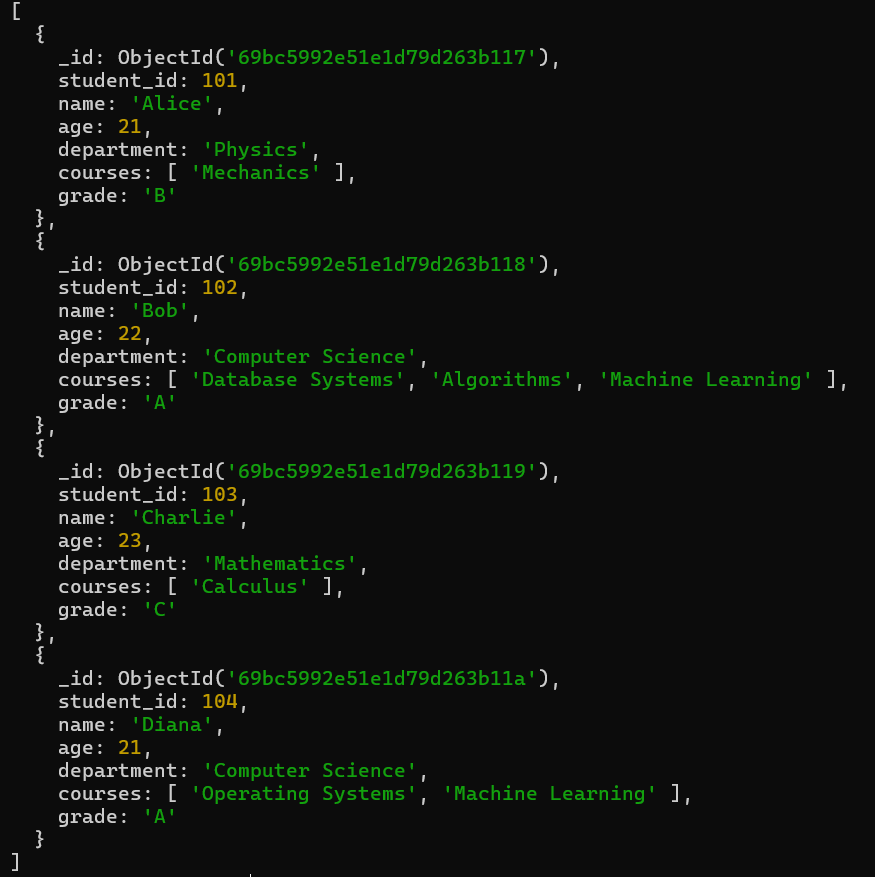 [
  {
    _id: ObjectId('69bc5992e51e1d79d263b117'),
    student_id: 101,
    name: 'Alice',
    age: 21,
    department: 'Physics',
    courses: [ 'Mechanics' ],
    grade: 'B'
  },
  {
    _id: ObjectId('69bc5992e51e1d79d263b118'),
    student_id: 102,
    name: 'Bob',
    age: 22,
    department: 'Computer Science',
    courses: [ 'Database Systems', 'Algorithms', 'Machine Learning' ],
    grade: 'A'
  },
  {
    _id: ObjectId('69bc5992e51e1d79d263b119'),
    student_id: 103,
    name: 'Charlie',
    age: 23,
    department: 'Mathematics',
    courses: [ 'Calculus' ],
    grade: 'C'
  },
  {
    _id: ObjectId('69bc5992e51e1d79d263b11a'),
    student_id: 104,
    name: 'Diana',
    age: 21,
    department: 'Computer Science',
    courses: [ 'Operating Systems', 'Machine Learning' ],
    grade: 'A'
  }
]